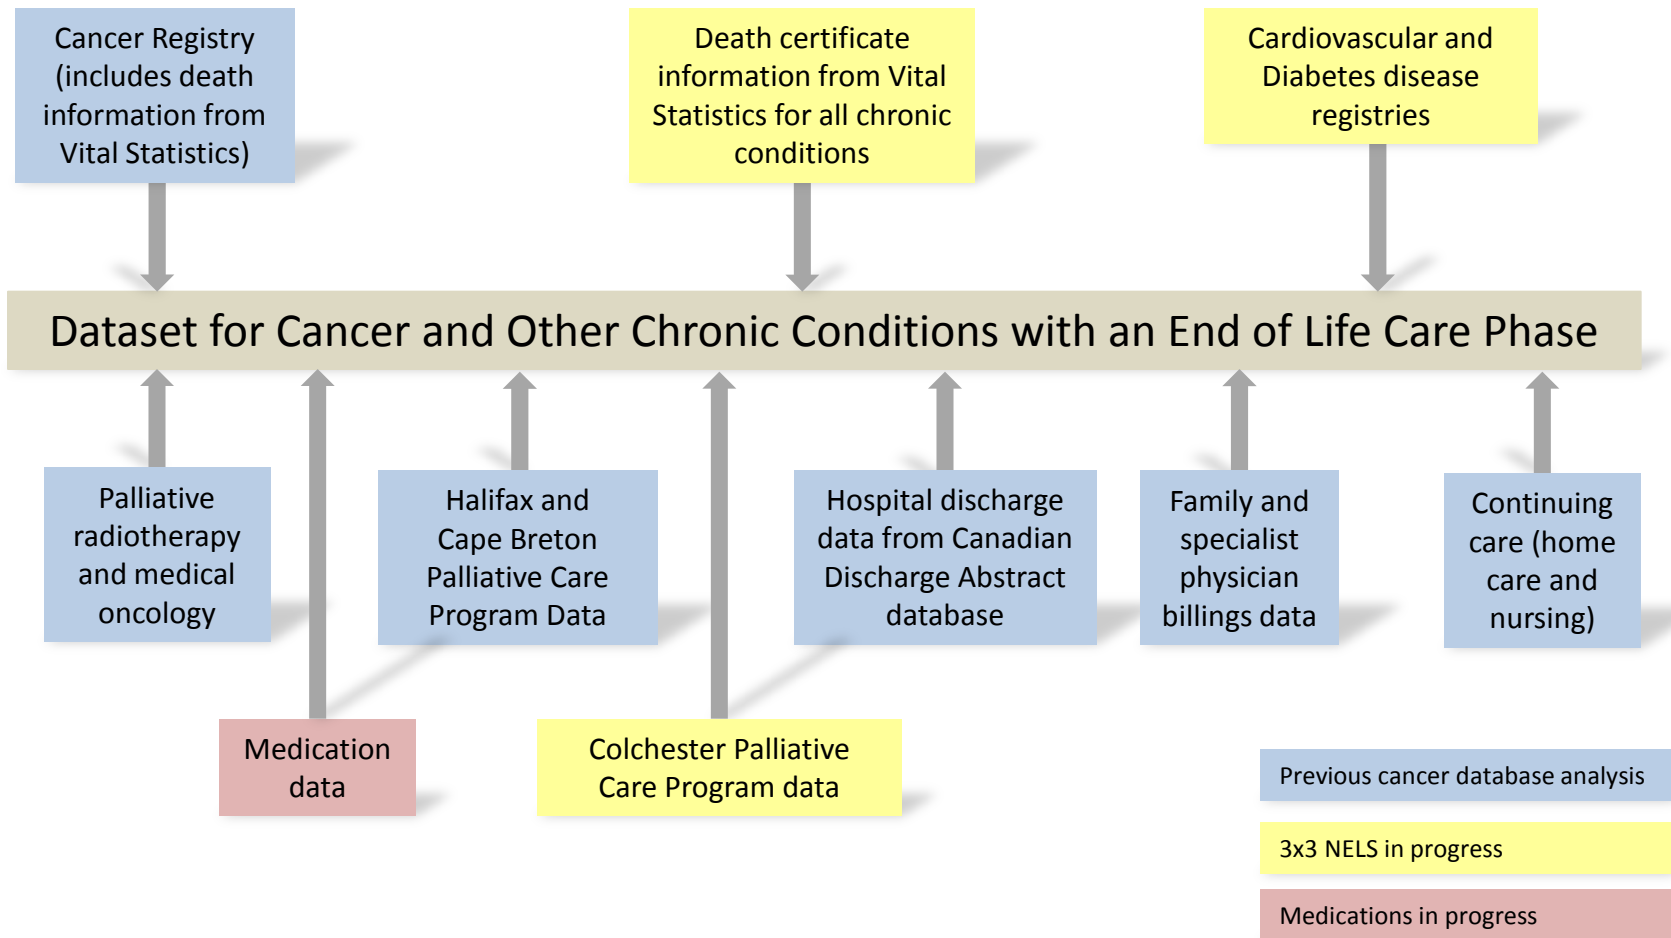 Cancer Registry
(includes death
information from
Vital Statistics)
Death certificate
information from Vital
Statistics for all chronic
conditions
Cardiovascular and
Diabetes disease
registries
Dataset for Cancer and Other Chronic Conditions with an End of Life Care Phase
Palliative
radiotherapy
and medical
oncology
Halifax and
Cape Breton
Palliative Care
Program Data
Hospital discharge
data from Canadian
Discharge Abstract
database
Family and
specialist
physician
billings data
Continuing
care (home
care and
nursing)
Medication
data
Colchester Palliative
Care Program data
Previous cancer database analysis
3x3 NELS in progress
Medications in progress